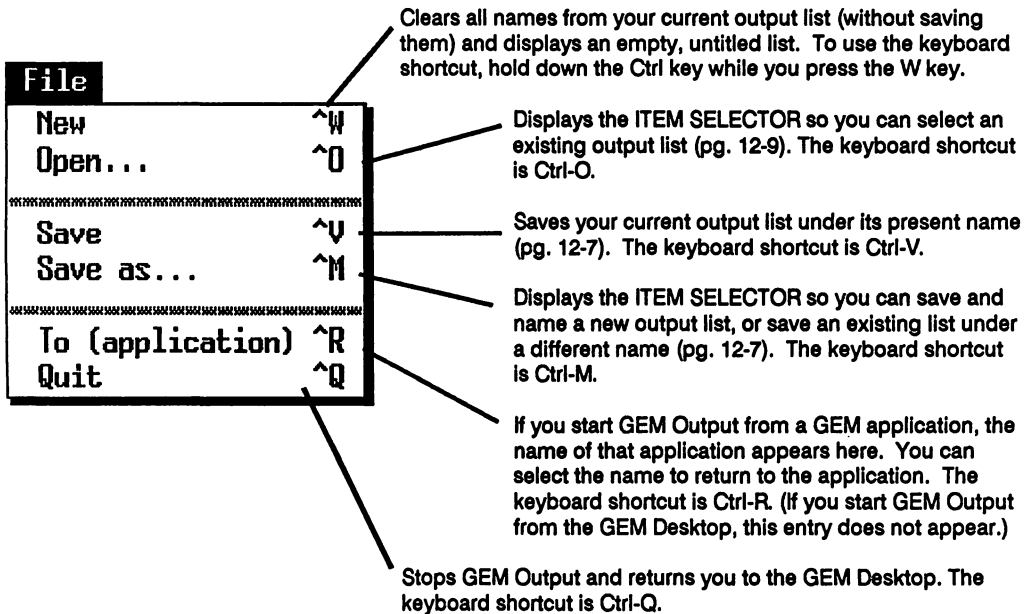 Clears all names from your current output list (without saving
them) and displays an empty, untitled list. To use the keyboard
shortcut, hold down the Ctrl key while you press the W key.
File
New ^W
Open... ^O
Save ^V
Save as... ^M
To (application) ^R
Quit ^Q
Displays the ITEM SELECTOR so you can select an
existing output list (pg. 12-9). The keyboard shortcut
is Ctrl-O.
Saves your current output list under its present name
(pg. 12-7). The keyboard shortcut is Ctrl-V.
Displays the ITEM SELECTOR so you can save and
name a new output list, or save an existing list under
a different name (pg. 12-7). The keyboard shortcut
is Ctrl-M.
If you start GEM Output from a GEM application, the
name of that application appears here. You can
select the name to return to the application. The
keyboard shortcut is Ctrl-R. (If you start GEM Output
from the GEM Desktop, this entry does not appear.)
Stops GEM Output and returns you to the GEM Desktop. The
keyboard shortcut is Ctrl-Q.